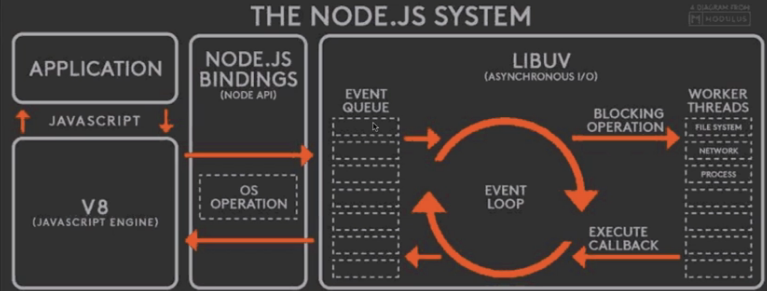 THE NODE.JS SYSTEM
A DIAGRAM FROM
MODULUS
APPLICATION
JAVASCRIPT
V8
(JAVASCRIPT ENGINE)
NODE.JS
BINDINGS
(NODE API)
OS
OPERATION
LIBUV
(ASYNCHRONOUS I/O)
EVENT
QUEUE
EVENT
LOOP
BLOCKING
OPERATION
EXECUTE
CALLBACK
WORKER
THREADS
FILE SYSTEM
NETWORK
PROCESS